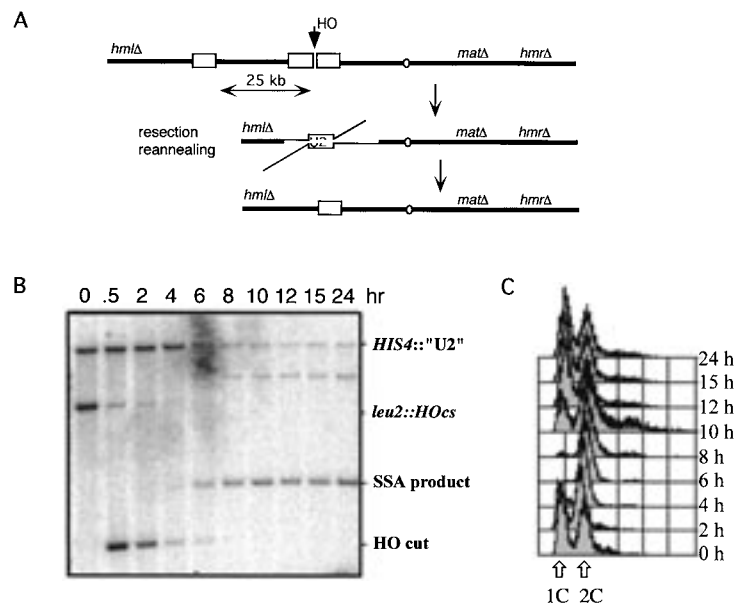 A
HO
hmlΔ
matΔ
hmrΔ
25 kb
resection
reannealing
hmlΔ
U2
matΔ
hmrΔ
hmlΔ
matΔ
hmrΔ
B
0 .5 2 4 6 8 10 12 15 24 hr
HIS4::"U2"
leu2::HOcs
SSA product
HO cut
C
24 h
15 h
12 h
10 h
8 h
6 h
4 h
2 h
0 h
1C 2C